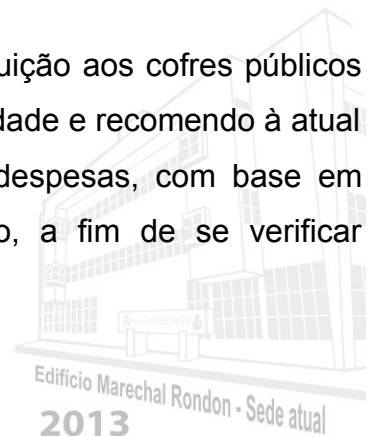 uição aos cofres públicos
dade e recomendo à atual
despesas, com base em
o, a fim de se verificar
Edifício Marechal Rondon - Sede atual
2013